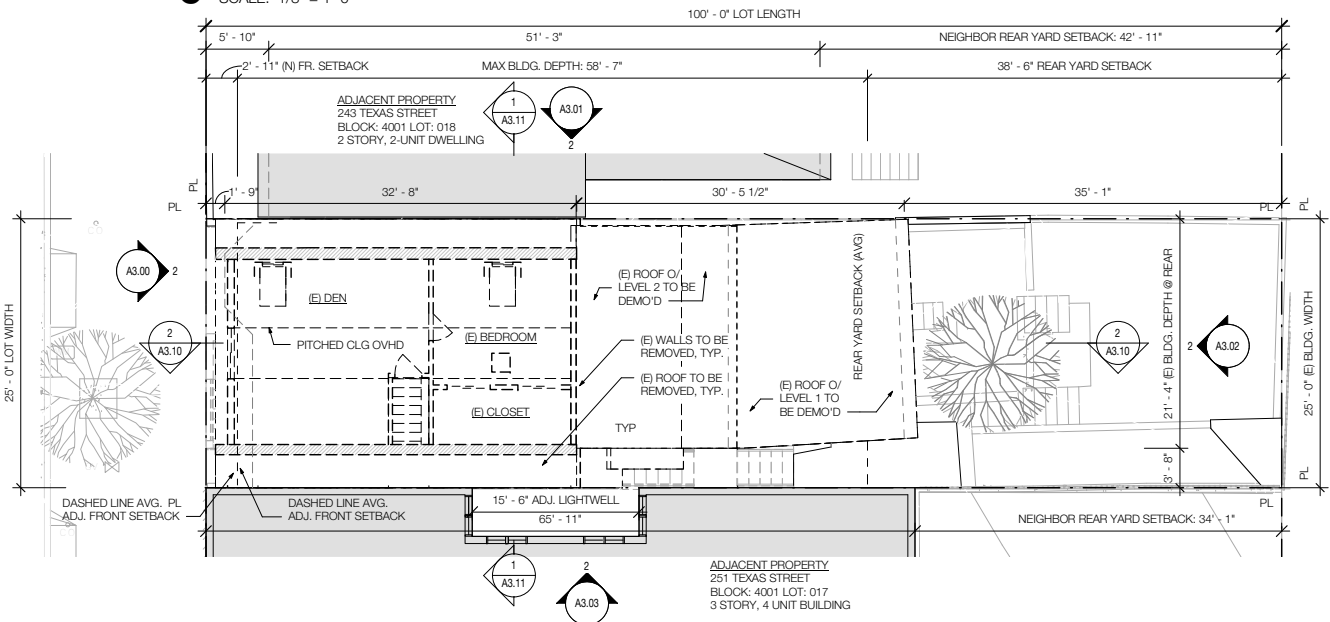 100' - 0" LOT LENGTH
5' - 10"
51' - 3"
NEIGHBOR REAR YARD SETBACK: 42' - 11"
2' - 11" (N) FR. SETBACK
MAX BLDG. DEPTH: 58' - 7"
38' - 6" REAR YARD SETBACK
ADJACENT PROPERTY
243 TEXAS STREET
BLOCK: 4001 LOT: 018
2 STORY, 2-UNIT DWELLING
1
A3.11
A3.01
2
PL
1' - 9"
32' - 8"
30' - 5 1/2"
35' - 1"
PL
PL
PL
PL
25' - 0" LOT WIDTH
A3.00
2
2
A3.10
(E) DEN
PITCHED CLG OVHD
(E) BEDROOM
(E) CLOSET
(E) ROOF O/
LEVEL 2 TO BE
DEMO'D
(E) WALLS TO BE
REMOVED, TYP.
(E) ROOF TO BE
REMOVED, TYP.
TYP
REAR YARD SETBACK (AVG)
(E) ROOF O/
LEVEL 1 TO
BE DEMO'D
2
A3.10
21' - 4" (E) BLDG. DEPTH @ REAR
3' - 8"
2
A3.02
25' - 0" (E) BLDG. WIDTH
PL
PL
DASHED LINE AVG. PL
ADJ. FRONT SETBACK
DASHED LINE AVG.
ADJ. FRONT SETBACK
15' - 6" ADJ. LIGHTWELL
65' - 11"
NEIGHBOR REAR YARD SETBACK: 34' - 1"
1
A3.11
2
A3.03
ADJACENT PROPERTY
251 TEXAS STREET
BLOCK: 4001 LOT: 017
3 STORY, 4 UNIT BUILDING